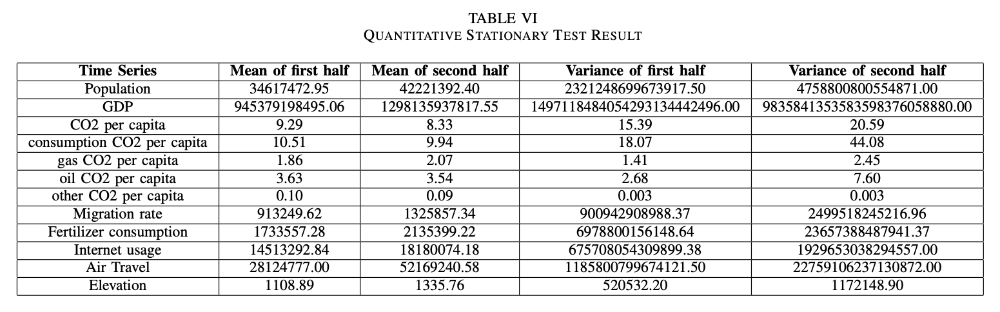 TABLE VI
QUANTITATIVE STATIONARY TEST RESULT
Time Series Mean of first half Mean of second half Variance of first half Variance of second half
Population 34617472.95 42221392.40 2321248699673917.50 4758800800554871.00
GDP 945379198495.06 1298135937817.55 1497118484054293134442496.00 9835841353583598376058880.00
CO2 per capita 9.29 8.33 15.39 20.59
consumption CO2 per capita 10.51 9.94 18.07 44.08
gas CO2 per capita 1.86 2.07 1.41 2.45
oil CO2 per capita 3.63 3.54 2.68 7.60
other CO2 per capita 0.10 0.09 0.003 0.003
Migration rate 913249.62 1325857.34 900942908988.37 2499518245216.96
Fertilizer consumption 1733557.28 2135399.22 6978800156148.64 23657388487941.37
Internet usage 14513292.84 18180074.18 675708054309899.38 1929653038294557.00
Air Travel 28124777.00 52169240.58 1185800799674121.50 22759106237130872.00
Elevation 1108.89 1335.76 520532.20 1172148.90